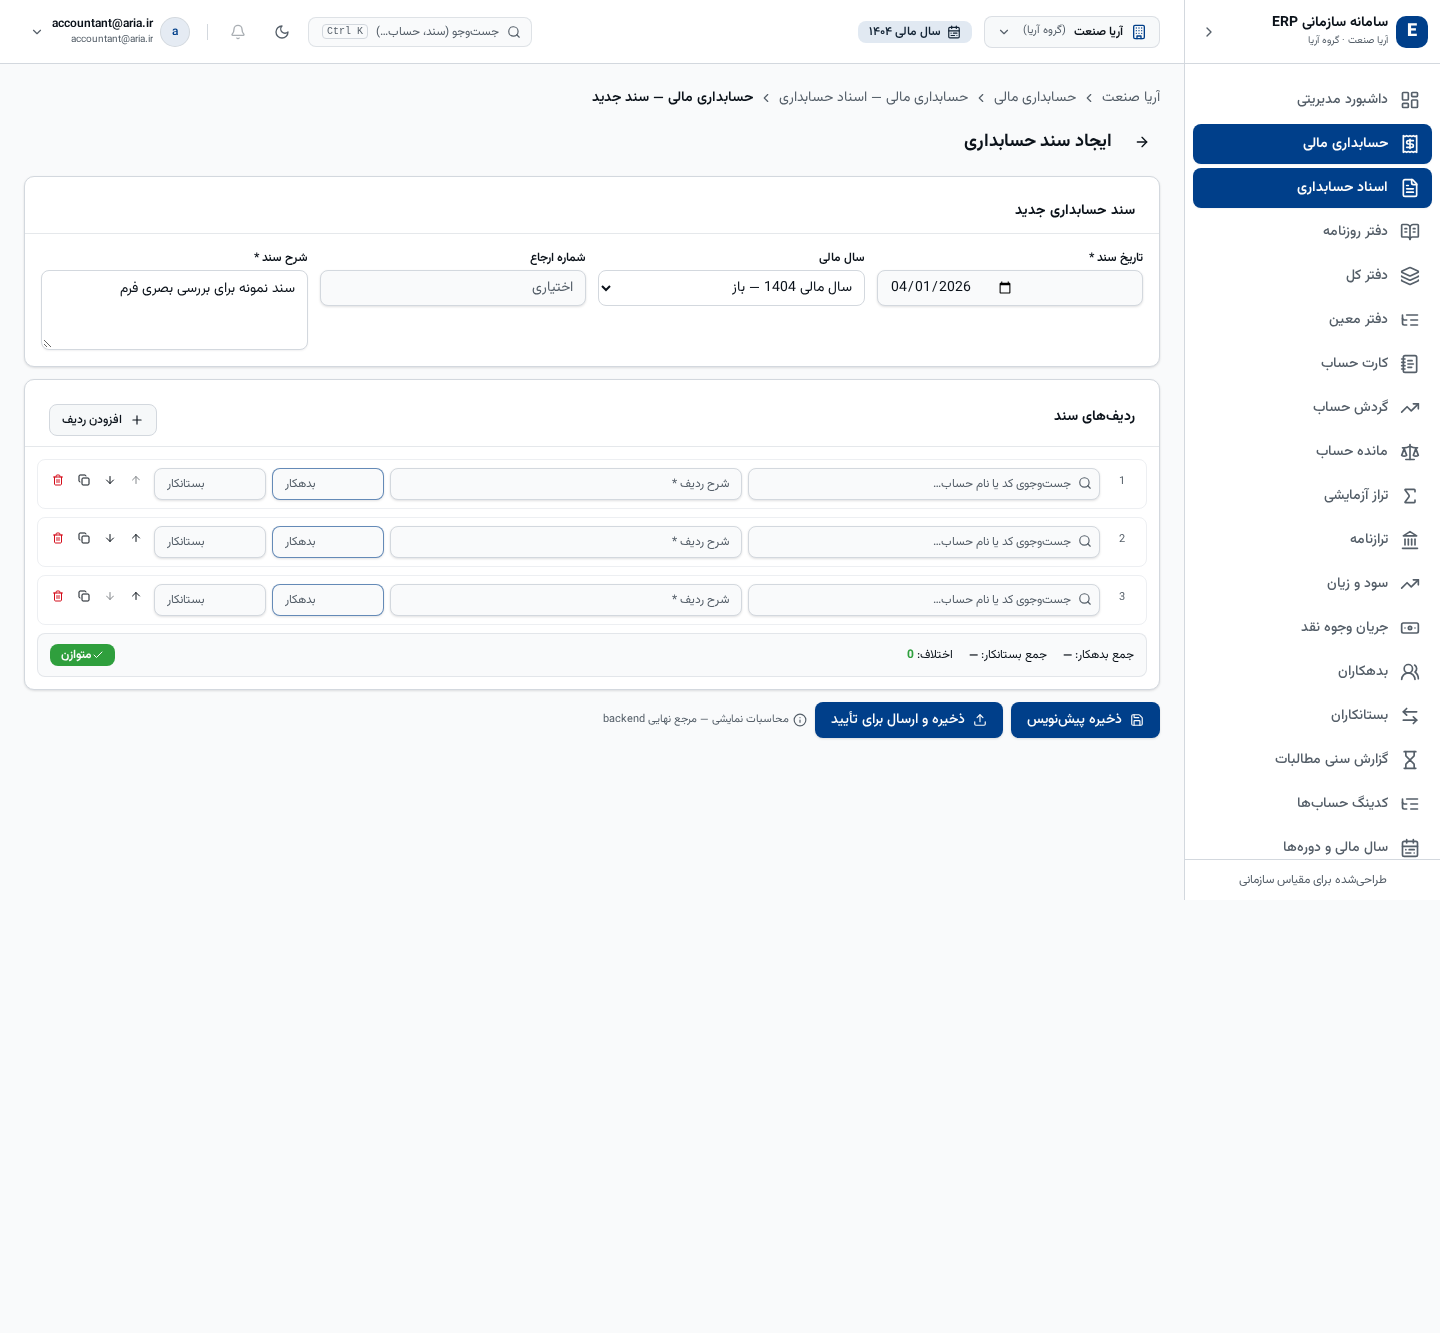 E
سامانه سازمانی ERP
آریا صنعت · گروه آریا
آریا صنعت (گروه آریا)
سال مالی ۱۴۰۴
جست‌وجو (سند، حساب...) Ctrl K
a
accountant@aria.ir
accountant@aria.ir
داشبورد مدیریتی
حسابداری مالی
اسناد حسابداری
دفتر روزنامه
دفتر کل
دفتر معین
کارت حساب
گردش حساب
مانده حساب
تراز آزمایشی
ترازنامه
سود و زیان
جریان وجوه نقد
بدهکاران
بستانکاران
گزارش سنی مطالبات
کدینگ حساب‌ها
سال مالی و دوره‌ها
طراحی‌شده برای مقیاس سازمانی
آریا صنعت
حسابداری مالی
حسابداری مالی — اسناد حسابداری
حسابداری مالی — سند جدید
ایجاد سند حسابداری
سند حسابداری جدید
تاریخ سند *
سال مالی
شماره ارجاع
شرح سند *
04/01/2026
سال مالی 1404 — باز
اختیاری
سند نمونه برای بررسی بصری فرم
ردیف‌های سند
افزودن ردیف
1 جست‌وجوی کد یا نام حساب... شرح ردیف * بدهکار بستانکار
2 جست‌وجوی کد یا نام حساب... شرح ردیف * بدهکار بستانکار
3 جست‌وجوی کد یا نام حساب... شرح ردیف * بدهکار بستانکار
جمع بدهکار: — جمع بستانکار: — اختلاف: 0
متوازن
ذخیره پیش‌نویس
ذخیره و ارسال برای تأیید
محاسبات نمایشی — مرجع نهایی backend